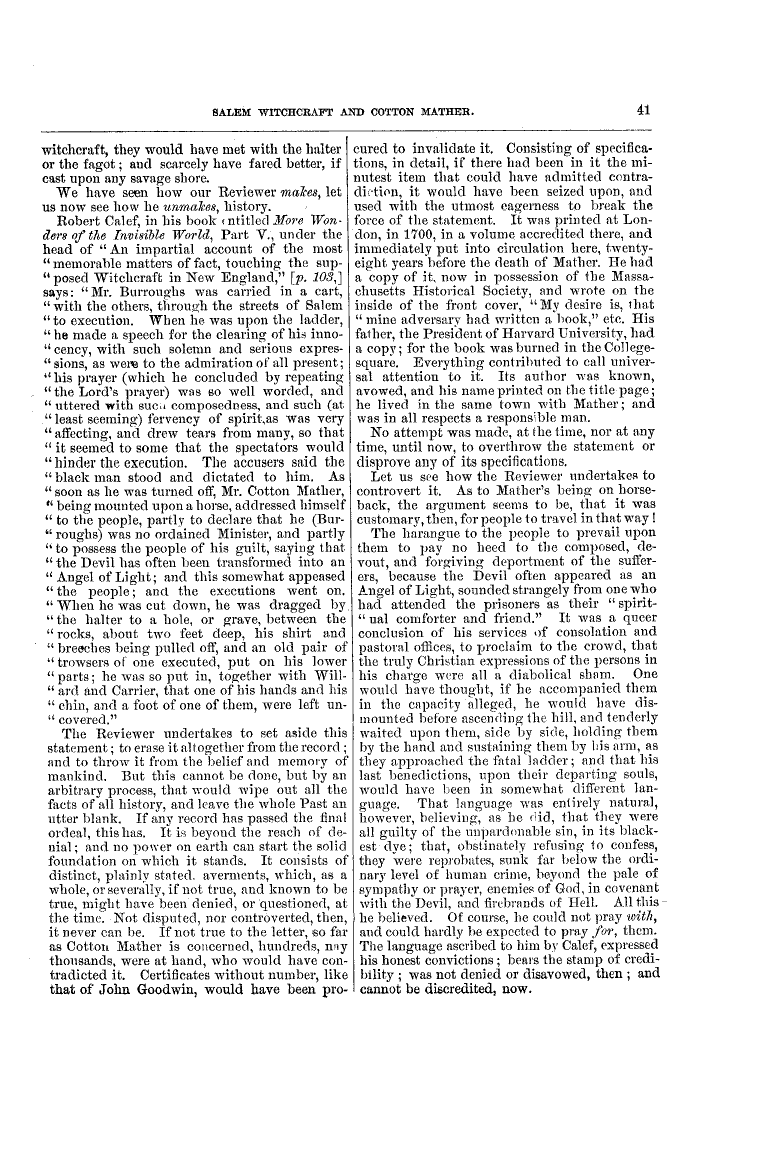 SALEM WITCHCRAFT AND COTTON MATHER.
41
witchcraft, they would have met with the halter
or the fagot; and scarcely have fared better, if
cast upon any savage shore.
We have seen how our Reviewer makes, let
us now see how he unmakes, history.
Robert Calef, in his book entitled More Won-
ders of the Invisible World, Part V., under the
head of "An impartial account of the most
"memorable matters of fact, touching the sup-
"posed Witchcraft in New England," [p. 103,]
says: "Mr. Burroughs was carried in a cart,
"with the others, through the streets of Salem
"to execution. When he was upon the ladder,
"he made a speech for the clearing of his inno-
"cency, with such solemn and serious expres-
"sions, as were to the admiration of all present;
"his prayer (which he concluded by repeating
"the Lord's prayer) was so well worded, and
"uttered with such composedness, and such (at
"least seeming) fervency of spirit, as was very
"affecting, and drew tears from many, so that
"it seemed to some that the spectators would
"hinder the execution. The accusers said the
"black man stood and dictated to him. As
"soon as he was turned off, Mr. Cotton Mather,
"being mounted upon a horse, addressed himself
"to the people, partly to declare that he (Bur-
"roughs) was no ordained Minister, and partly
"to possess the people of his guilt, saying that
"the Devil has often been transformed into an
"Angel of Light; and this somewhat appeased
"the people; and the executions went on.
"When he was cut down, he was dragged by
"the halter to a hole, or grave, between the
"rocks, about two feet deep, his shirt and
"breeches being pulled off, and an old pair of
"trowsers of one executed, put on his lower
"parts; he was so put in, together with Will-
"ard and Carrier, that one of his hands and his
"chin, and a foot of one of them, were left un-
"covered."
The Reviewer undertakes to set aside this
statement; to erase it altogether from the record;
and to throw it from the belief and memory of
mankind. But this cannot be done, but by an
arbitrary process, that would wipe out all the
facts of all history, and leave the whole Past an
utter blank. If any record has passed the final
ordeal, this has. It is beyond the reach of de-
nial; and no power on earth can start the solid
foundation on which it stands. It consists of
distinct, plainly stated. averments, which, as a
whole, or severally, if not true, and known to be
true, might have been denied, or questioned, at
the time. Not disputed, nor controverted, then,
it never can be. If not true to the letter, so far
as Cotton Mather is concerned, hundreds, nay
thousands, were at hand, who would have con-
tradicted it. Certificates without number, like
that of John Goodwin, would have been pro-
cured to invalidate it. Consisting of specifica-
tions, in detail, if there had been in it the mi-
nutest item that could have admitted contra-
diction, it would have been seized upon, and
used with the utmost eagerness to break the
force of the statement. It was printed at Lon-
don, in 1700, in a volume accredited there, and
immediately put into circulation here, twenty-
eight years before the death of Mather. He had
a copy of it, now in possession of the Massa-
chusetts Historical Society, and wrote on the
inside of the front cover, "My desire is, that
"mine adversary had written a book," etc. His
father, the President of Harvard University, had
a copy; for the book was burned in the College-
square. Everything contributed to call univer-
sal attention to it. Its author was known,
avowed, and his name printed on the title page;
he lived in the same town with Mather; and
was in all respects a responsible man.
No attempt was made, at the time, nor at any
time, until now, to overthrow the statement or
disprove any of its specifications.
Let us see how the Reviewer undertakes to
controvert it. As to Mather's being on horse-
back, the argument seems to be, that it was
customary, then, for people to travel in that way!
The harangue to the people to prevail upon
them to pay no heed to the composed, de-
vout, and forgiving deportment of the suffer-
ers, because the Devil often appeared as an
Angel of Light, sounded strangely from one who
had attended the prisoners as their "spirit-
"ual comforter and friend." It was a queer
conclusion of his services of consolation and
pastoral offices, to proclaim to the crowd, that
the truly Christian expressions of the persons in
his charge were all a diabolical sham. One
would have thought, if he accompanied them
in the capacity alleged, he would have dis-
mounted before ascending the hill, and tenderly
waited upon them, side by side, holding them
by the hand and sustaining them by his arm, as
they approached the fatal ladder; and that his
last benedictions, upon their departing souls,
would have been in somewhat different lan-
guage. That language was entirely natural,
however, believing, as he did, that they were
all guilty of the unpardonable sin, in its black-
est dye; that, obstinately refusing to confess,
they were reprobates, sunk far below the ordi-
nary level of human crime, beyond the pale of
sympathy or prayer, enemies of God, in covenant
with the Devil, and firebrands of Hell. All this
he believed. Of course, he could not pray with,
and could hardly be expected to pray for, them.
The language ascribed to him by Calef, expressed
his honest convictions; bears the stamp of credi-
bility; was not denied or disavowed, then; and
cannot be discredited, now.